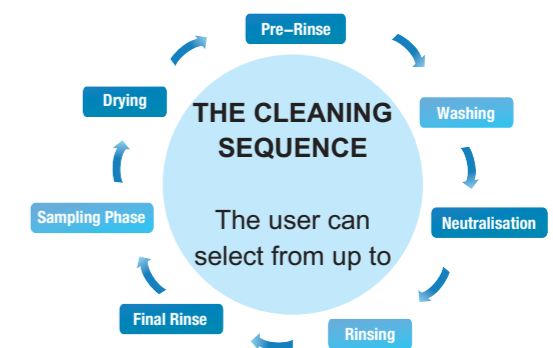 Pre–Rinse
Washing
Neutralisation
Rinsing
Final Rinse
Sampling Phase
Drying
THE CLEANING
SEQUENCE
The user can
select from up to